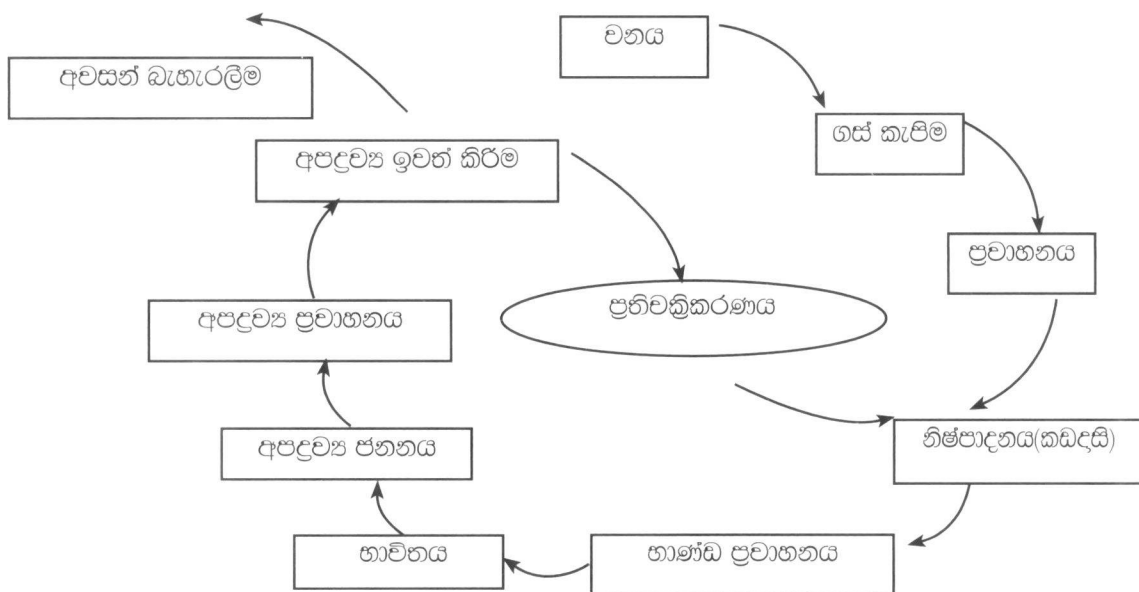 වනය
අවසන් බැහැරලීම
ගස් කැපිම
අපද්‍රව්‍ය ඉවත් කිරිම
ප්‍රවාහනය
ප්‍රතිචක්‍රිකරණය
අපද්‍රව්‍ය ප්‍රවාහනය
නිෂ්පාදනය(කඩදාසි)
අපද්‍රව්‍ය ජනනය
භාවිතය
භාණ්ඩ ප්‍රවාහනය